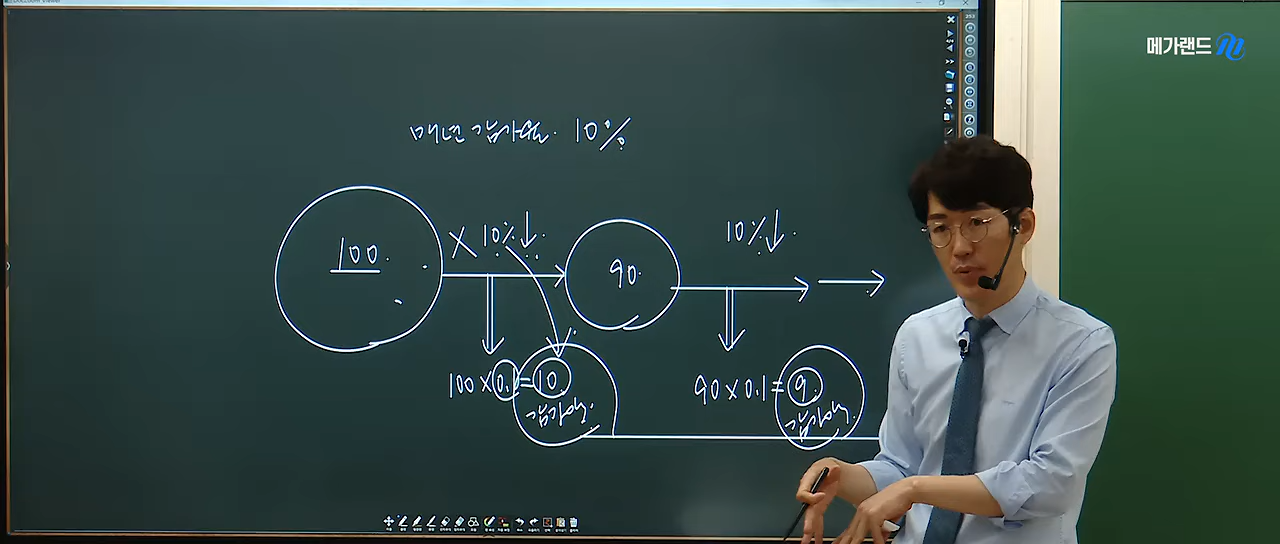 메가랜드
매년 감가율 10%
100 × 10%↓ 90 10%↓
100 × 0.1 = 10 90 × 0.1 = 9
감가액 감가액